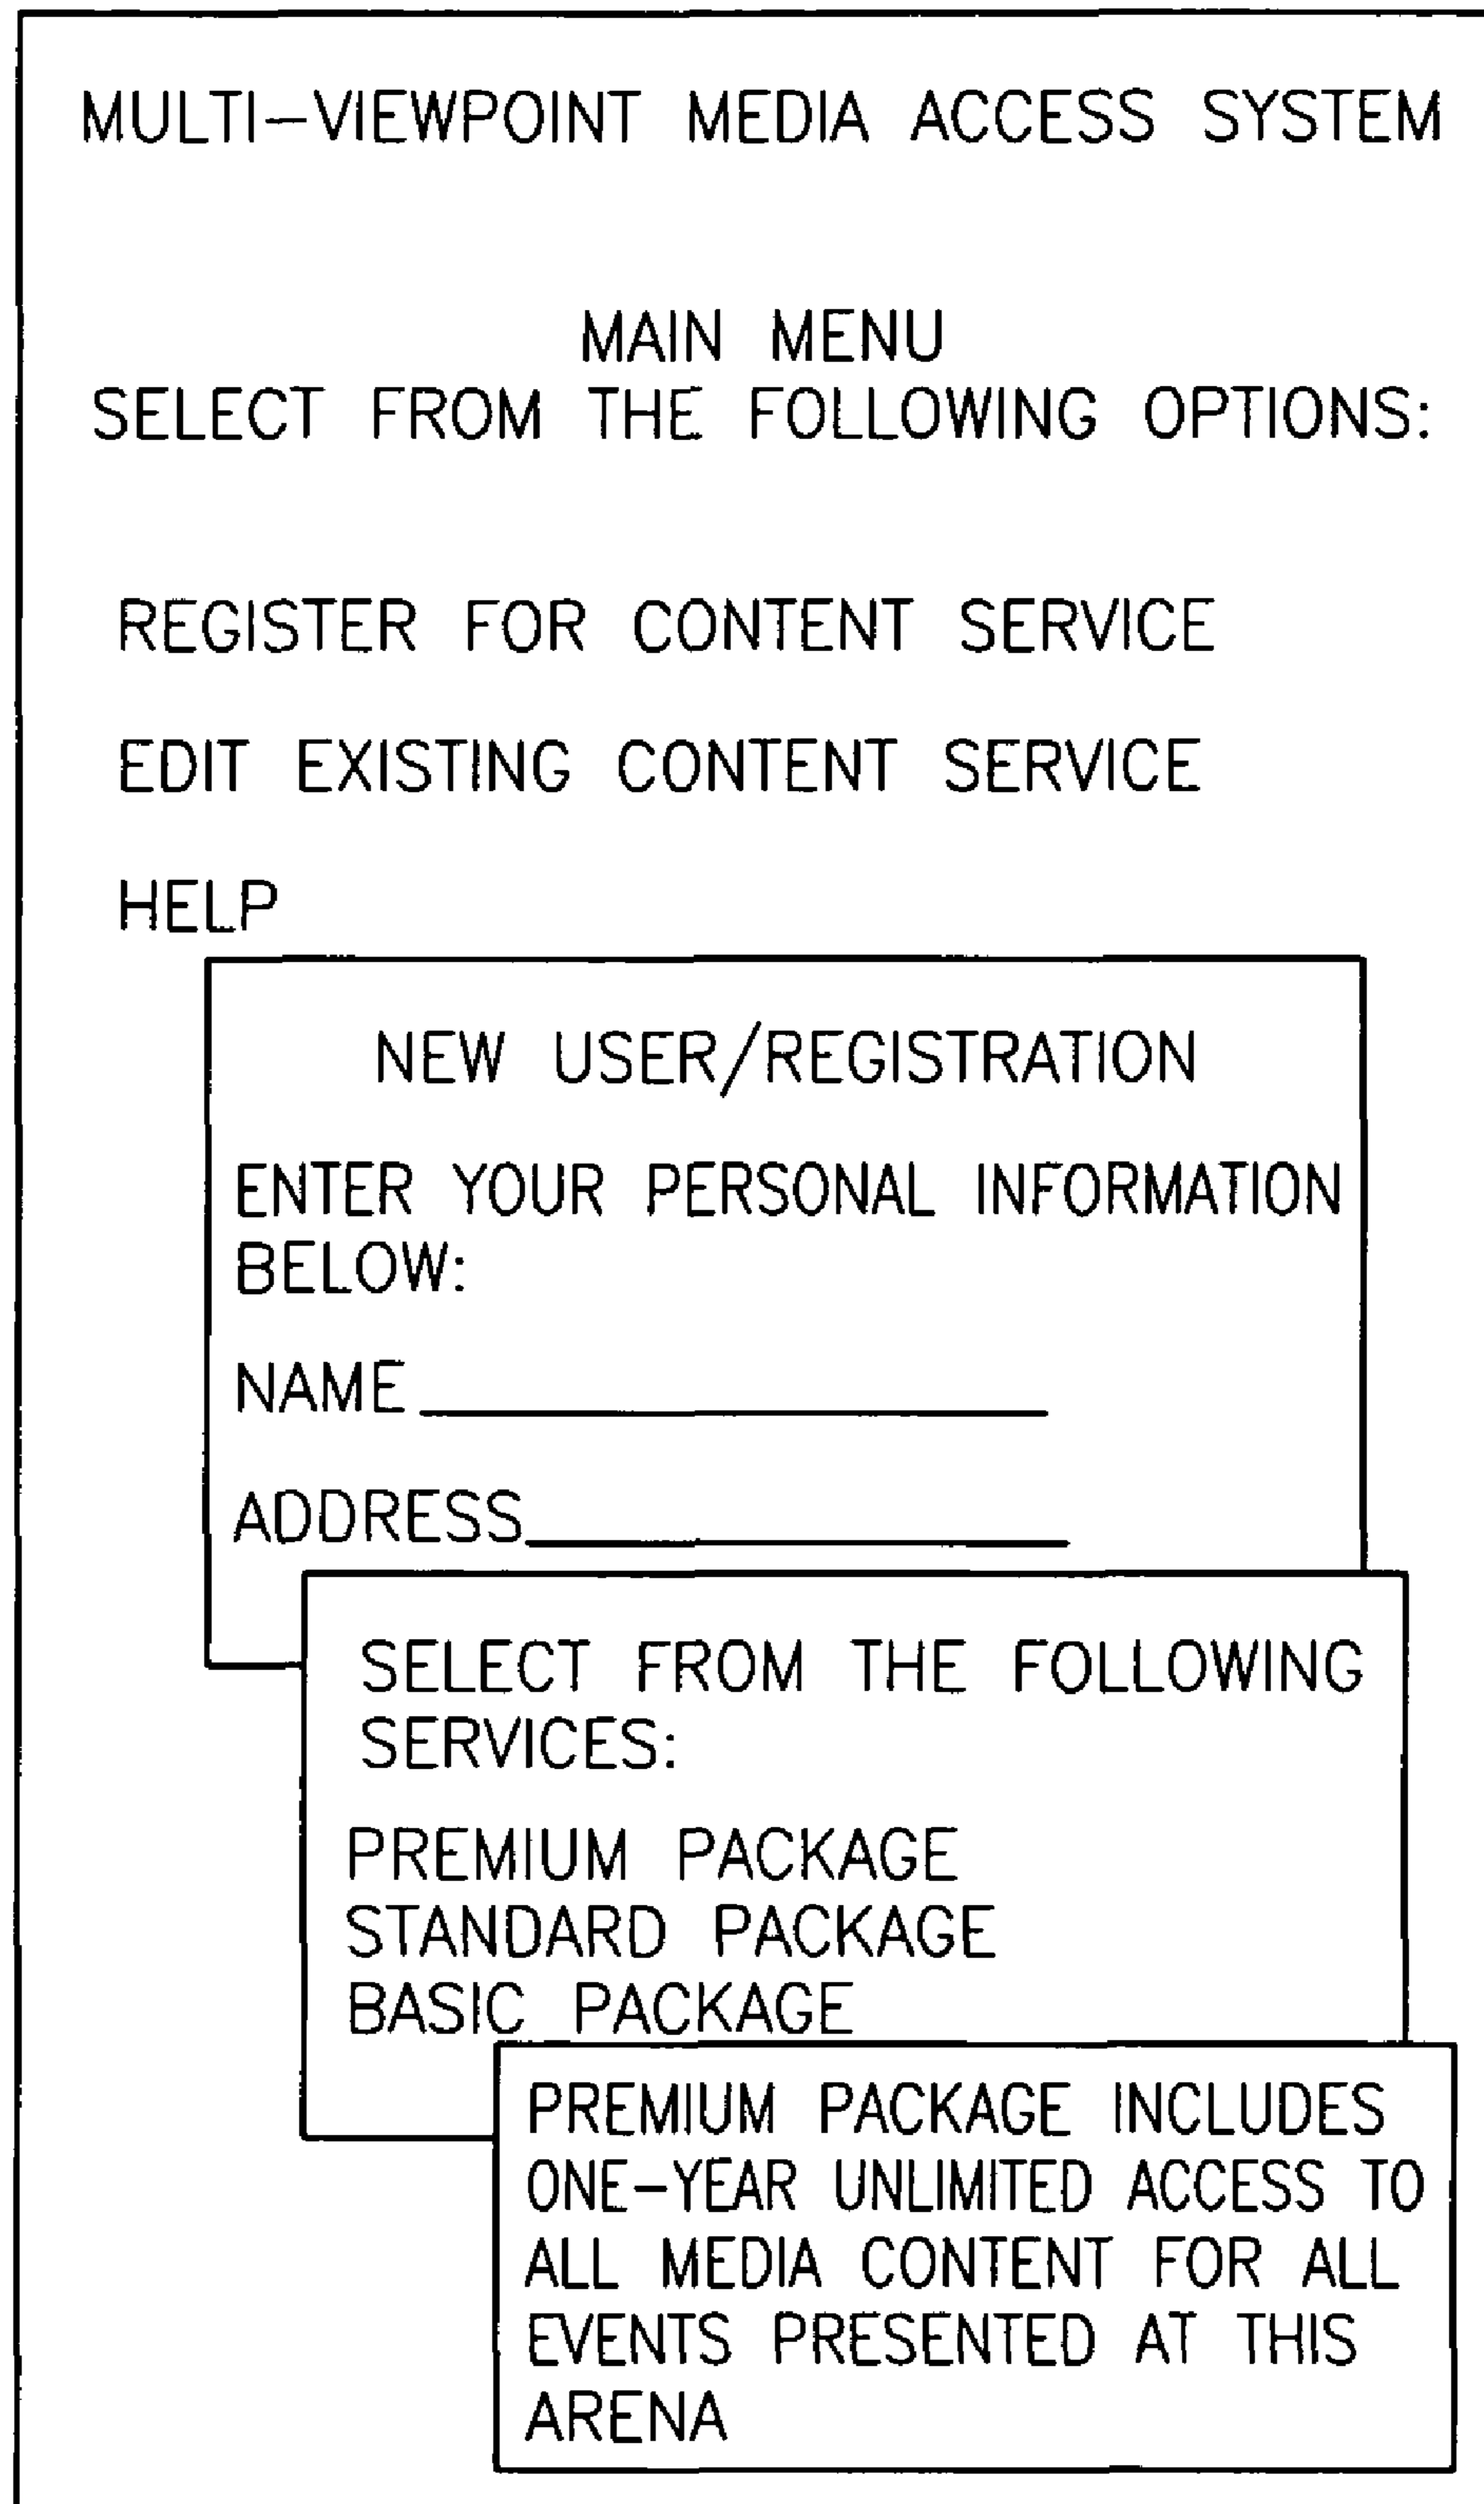 MULTI-VIEWPOINT MEDIA ACCESS SYSTEM
MAIN MENU
SELECT FROM THE FOLLOWING OPTIONS:
REGISTER FOR CONTENT SERVICE
EDIT EXISTING CONTENT SERVICE
HELP
NEW USER/REGISTRATION
ENTER YOUR PERSONAL INFORMATION
BELOW:
NAME
ADDRESS
SELECT FROM THE FOLLOWING
SERVICES:
PREMIUM PACKAGE
STANDARD PACKAGE
BASIC PACKAGE
PREMIUM PACKAGE INCLUDES
ONE-YEAR UNLIMITED ACCESS TO
ALL MEDIA CONTENT FOR ALL
EVENTS PRESENTED AT THIS
ARENA